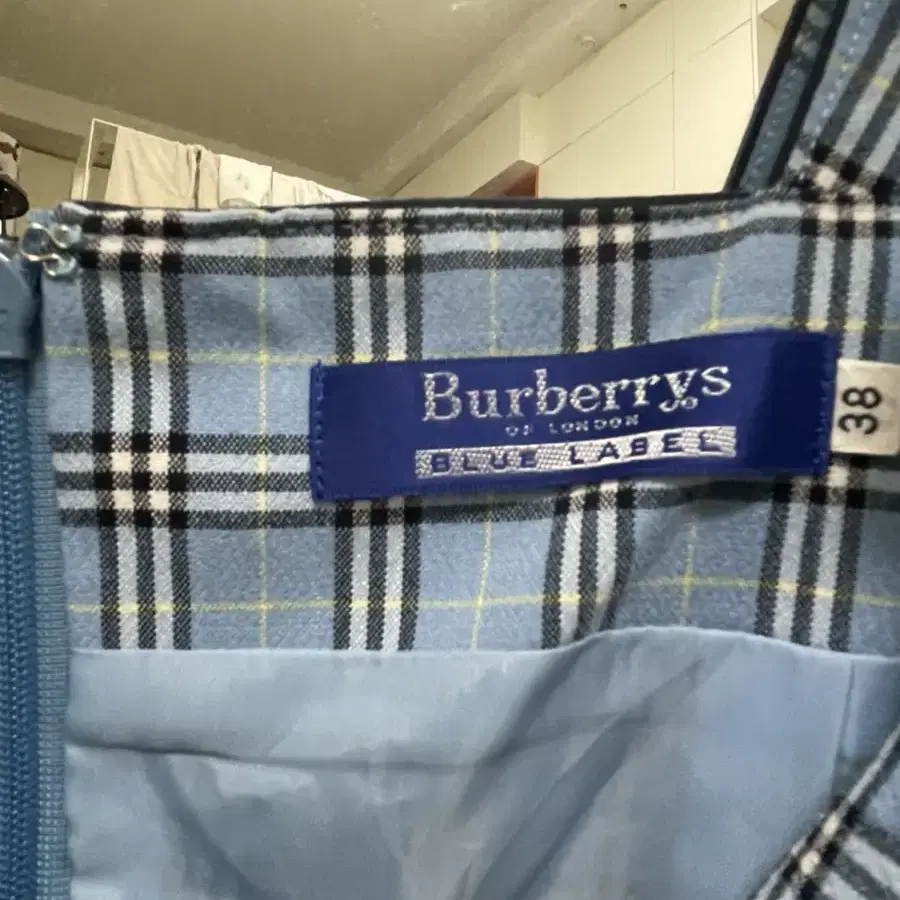 Burberrys
OF LONDON
BLUE LABEL
38